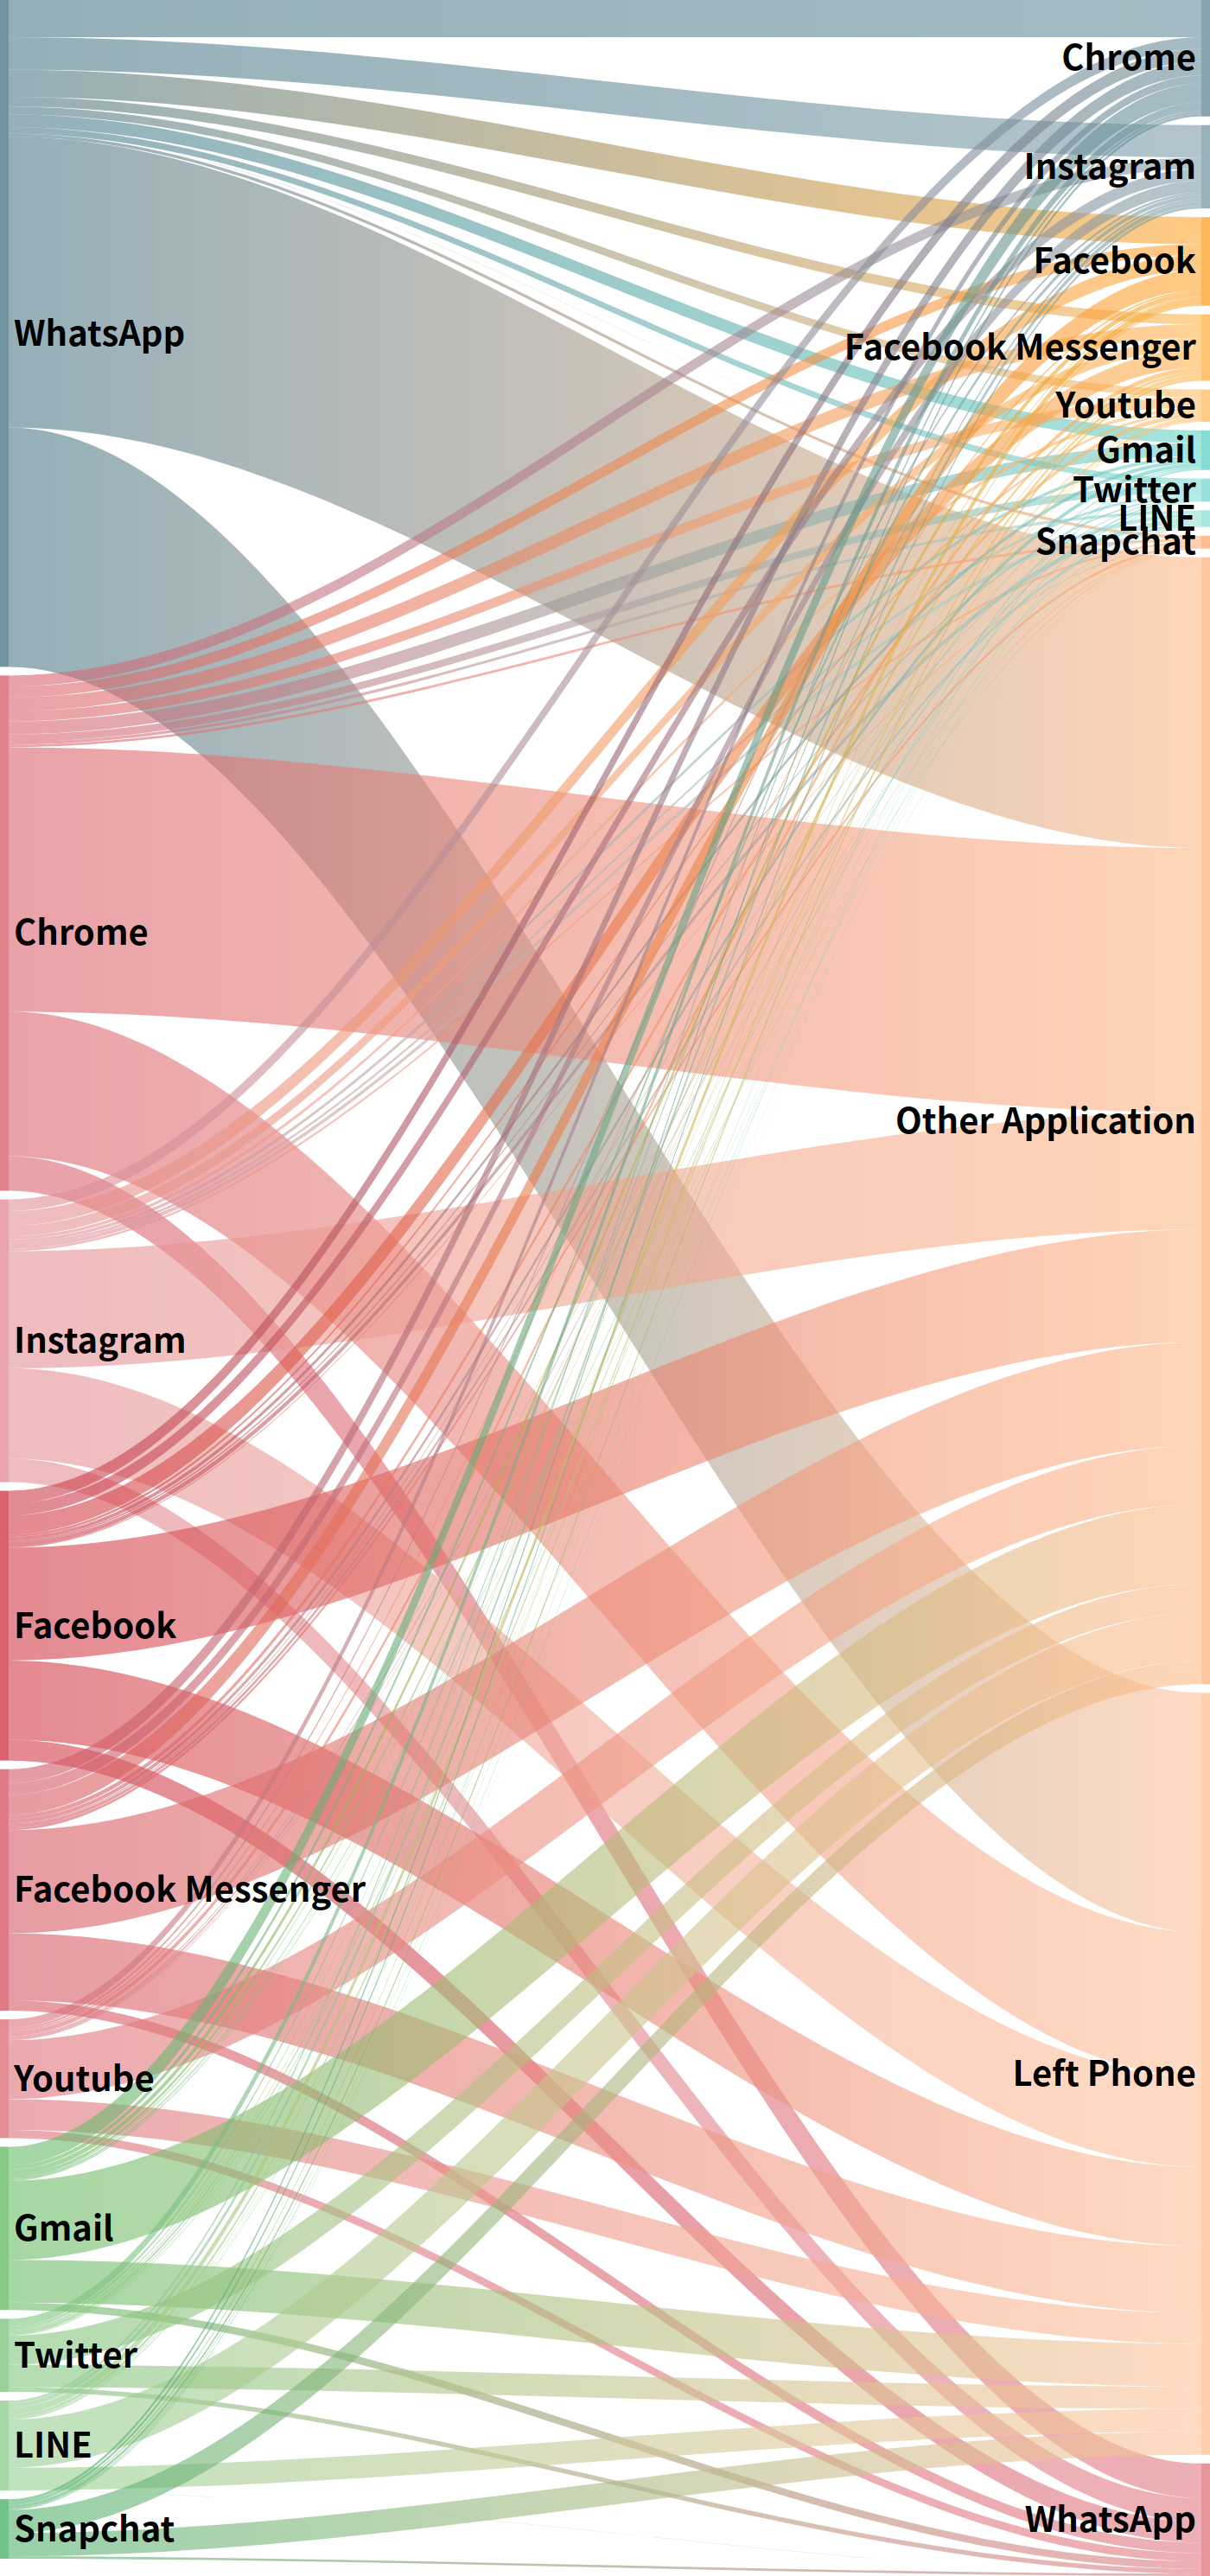 Chrome
Instagram
Facebook
WhatsApp
Facebook Messenger
Youtube
Gmail
Twitter
LINE
Snapchat
Chrome
Other Application
Instagram
Facebook
Facebook Messenger
Left Phone
Youtube
Gmail
Twitter
LINE
WhatsApp
Snapchat